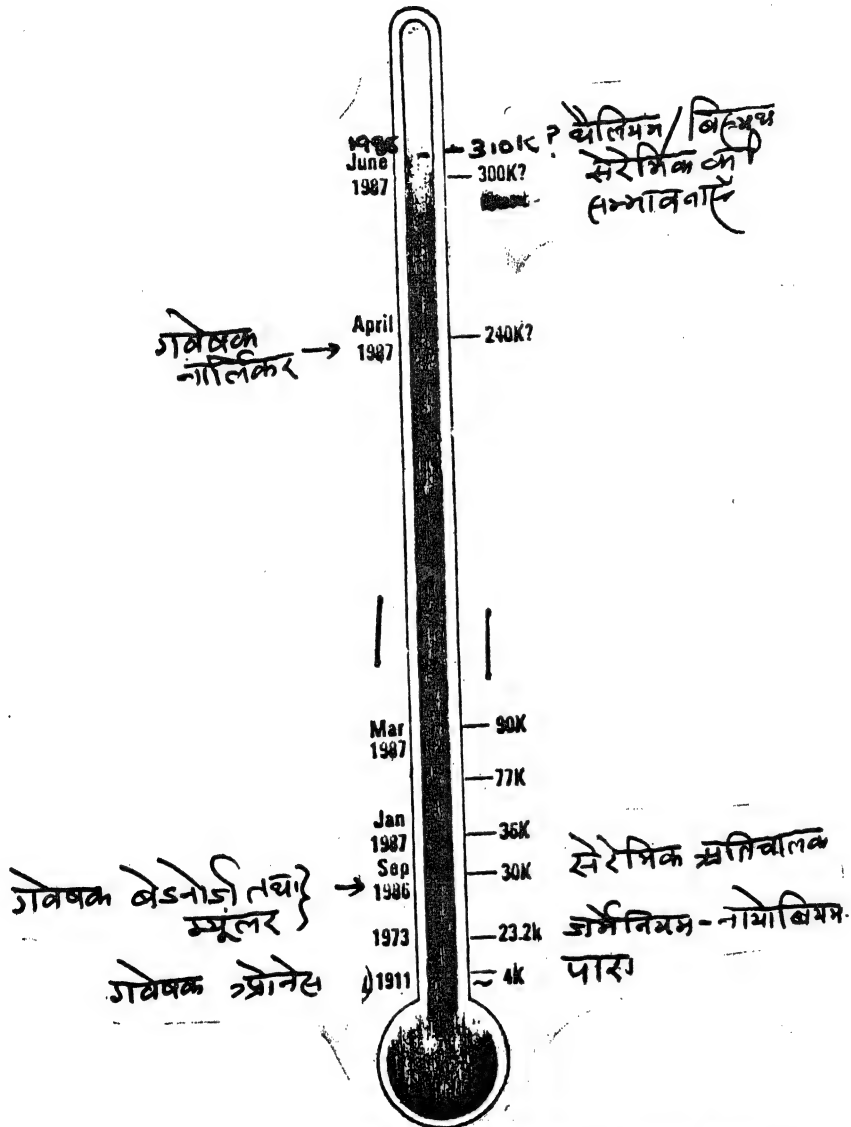 1988 310K ? थैलियम / बिस्मथ
June 300K? सेरेमिक की
1987 सम्भावनाएँ
गवेषक April 240K?
नार्लिकर → 1987
Mar 90K
1987
77K
Jan 36K
1987
Sep 30K सेरेमिक अतिचालक
गवेषक बेडनोर्ज तथा } → 1986
म्यूलर
1973 23.2k जर्मेनियम - नायोबियम
गवेषक 1911 ~ 4K पारा